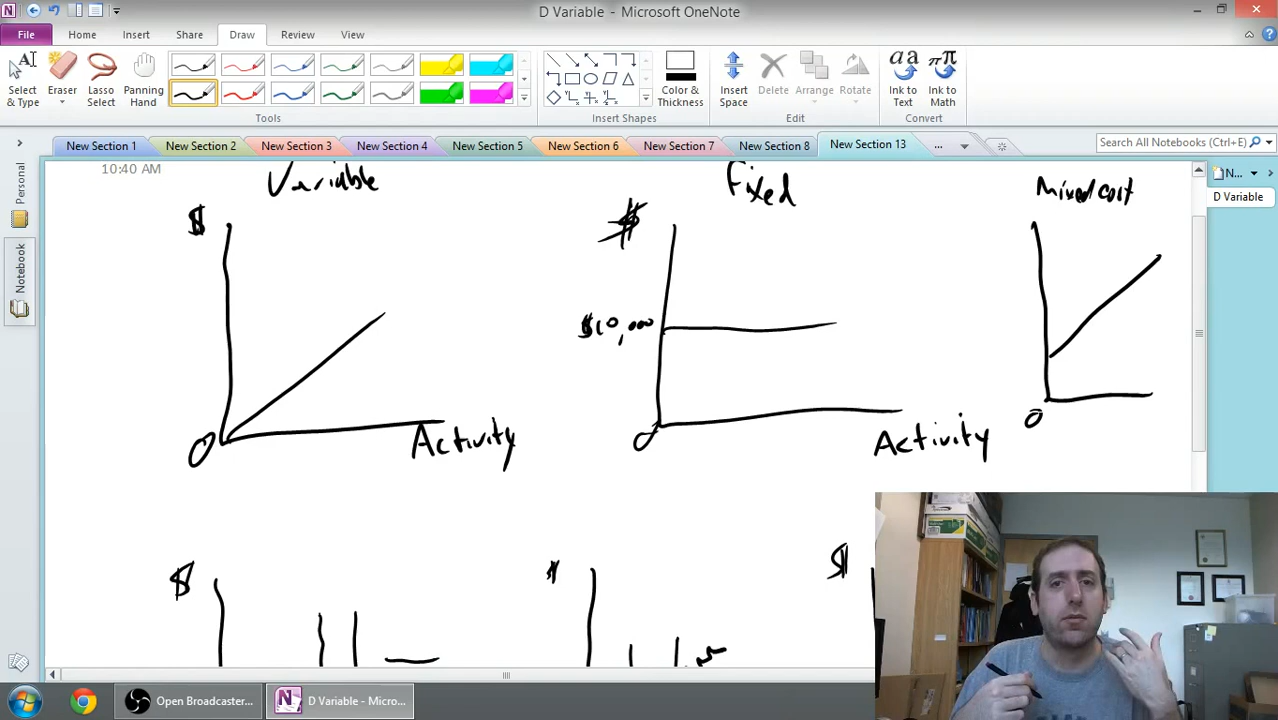 D Variable - Microsoft OneNote
File Home Insert Share Draw Review View
Select & Type
Eraser
Lasso Select
Panning Hand
Color & Thickness
Insert Space
Delete
Arrange
Rotate
Ink to Text
Ink to Math
Tools
Insert Shapes
Edit
Convert
New Section 1 New Section 2 New Section 3 New Section 4 New Section 5 New Section 6 New Section 7 New Section 8 New Section 13 ...
Search All Notebooks (Ctrl+E)
N...
D Variable
Personal
Notebook
10:40 AM
Variable
Fixed
Mixed cost
$
$
$10,000
0
Activity
0
Activity
0
$
$
$
Open Broadcaster...
D Variable - Micro...